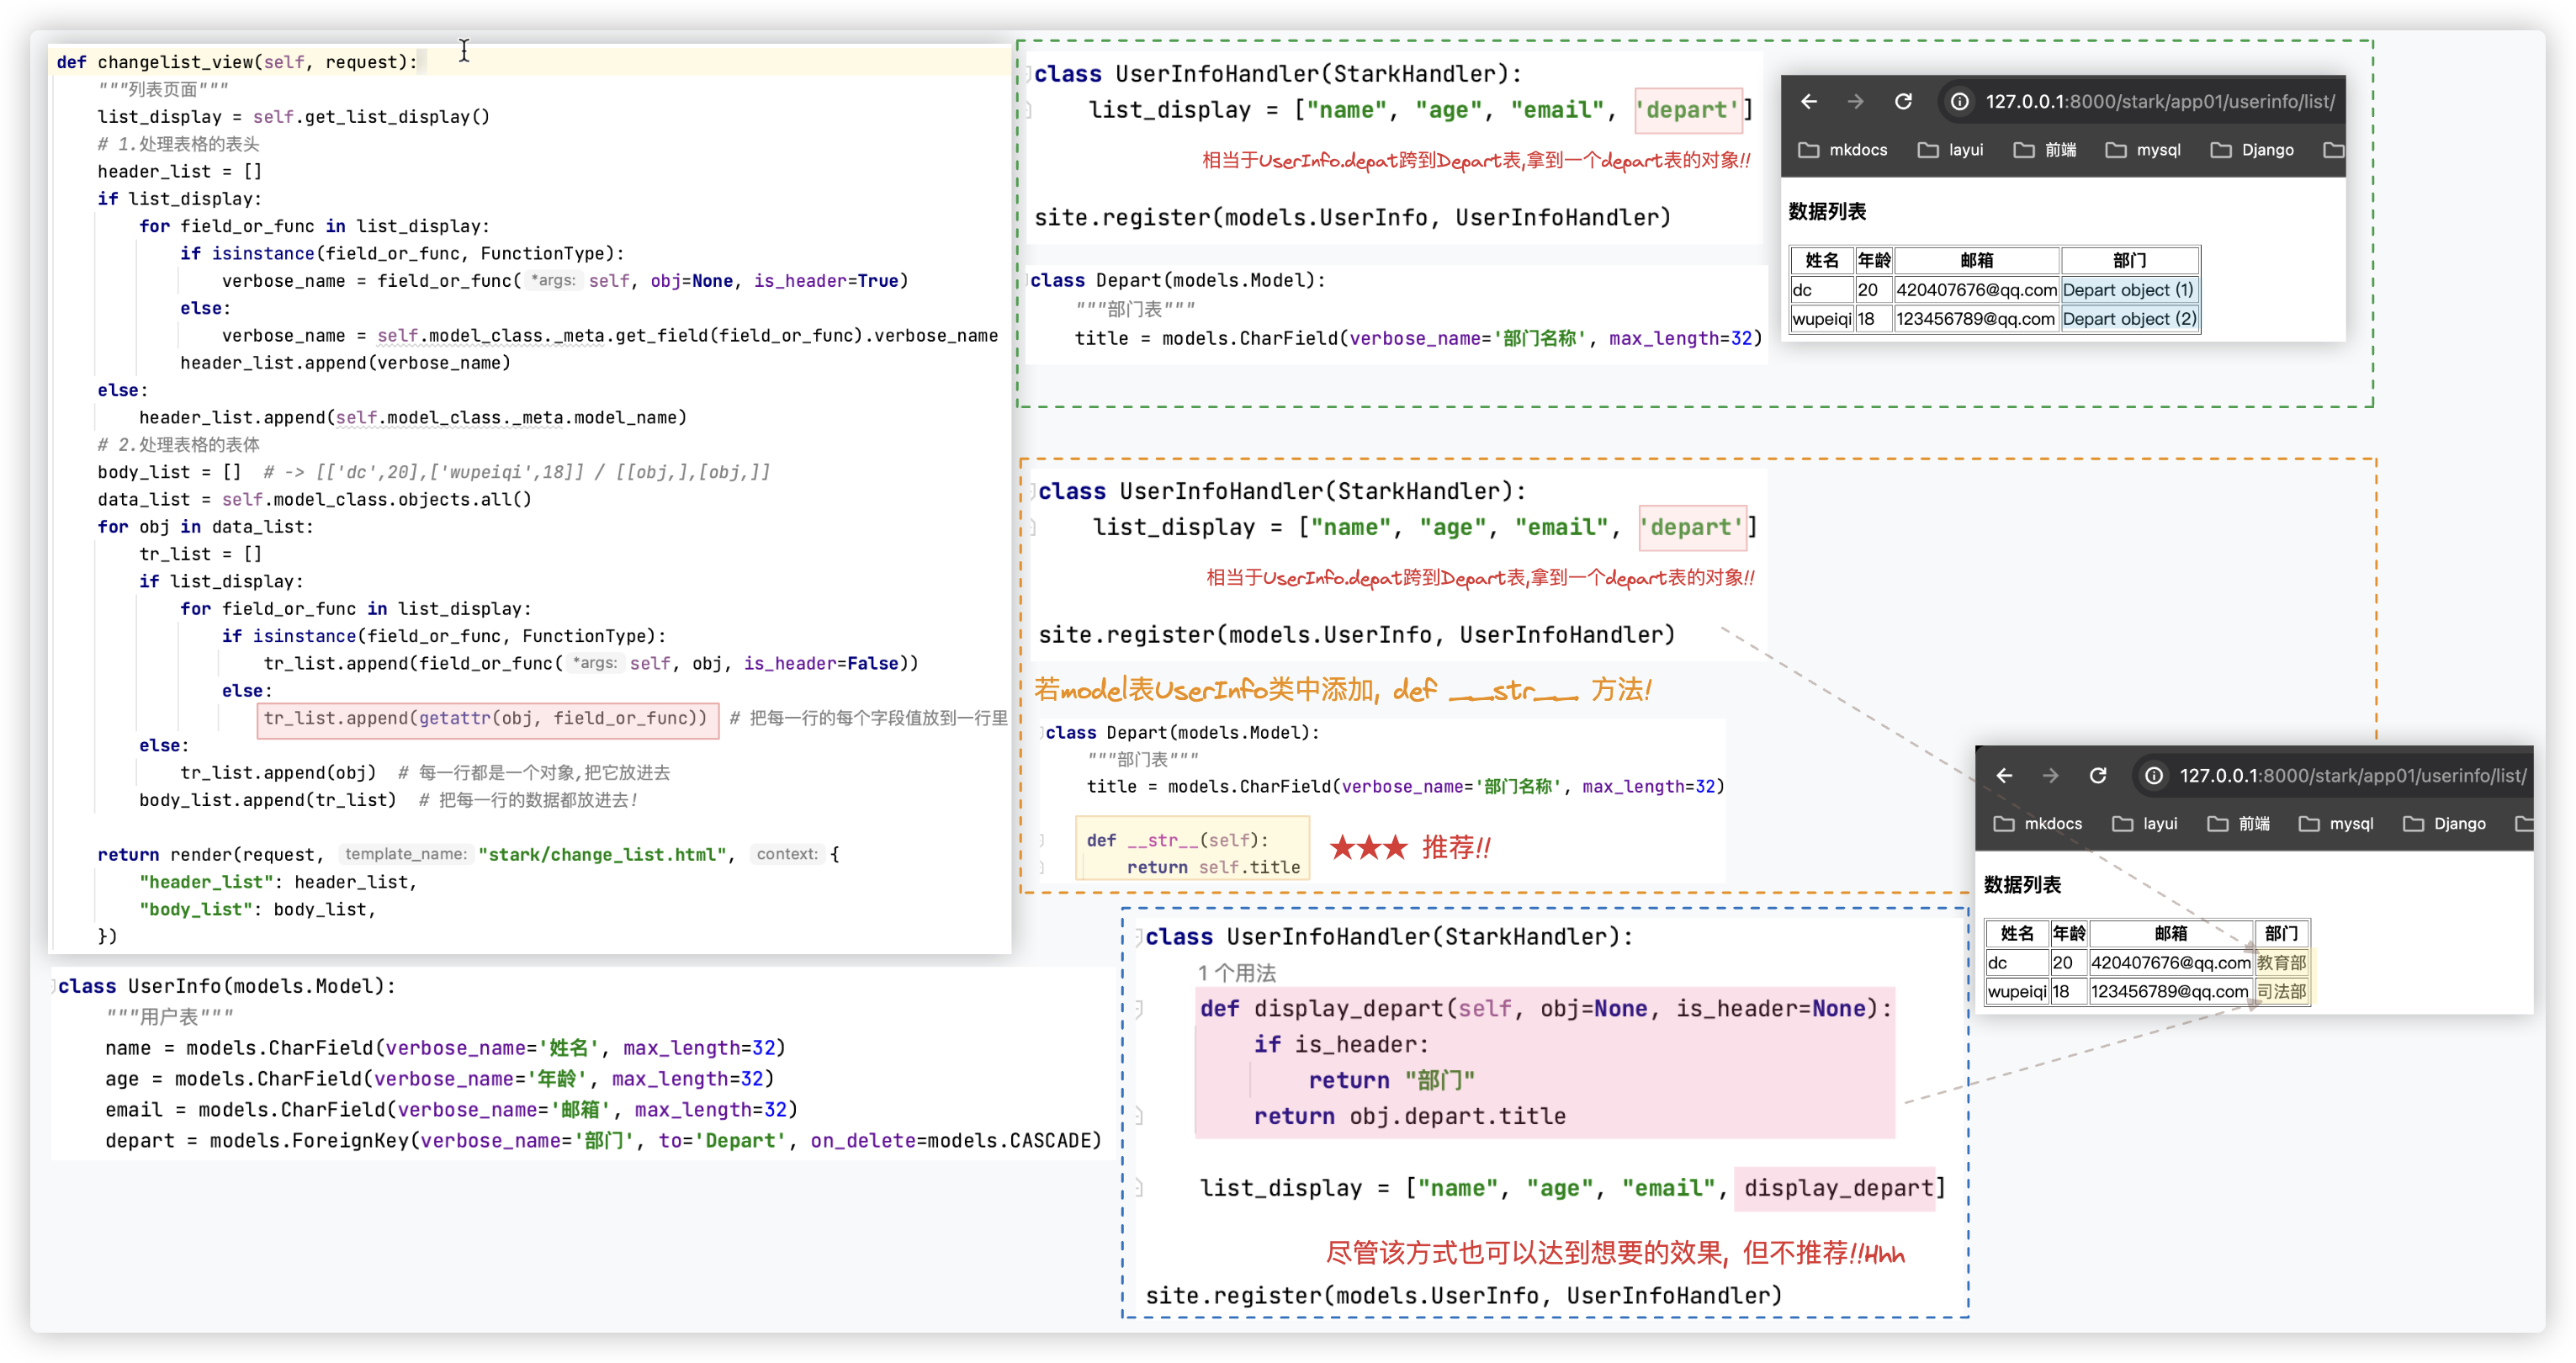 def changelist_view(self, request):
"""列表页面"""
list_display = self.get_list_display()
# 1.处理表格的表头
header_list = []
if list_display:
for field_or_func in list_display:
if isinstance(field_or_func, FunctionType):
verbose_name = field_or_func( *args: self, obj=None, is_header=True)
else:
verbose_name = self.model_class._meta.get_field(field_or_func).verbose_name
header_list.append(verbose_name)
else:
header_list.append(self.model_class._meta.model_name)
# 2.处理表格的表体
body_list = []  # -> [['dc',20],['wupeiqi',18]] / [[obj,],[obj,]]
data_list = self.model_class.objects.all()
for obj in data_list:
tr_list = []
if list_display:
for field_or_func in list_display:
if isinstance(field_or_func, FunctionType):
tr_list.append(field_or_func( *args: self, obj, is_header=False))
else:
tr_list.append(getattr(obj, field_or_func))  # 把每一行的每个字段值放到一行里
else:
tr_list.append(obj)  # 每一行都是一个对象,把它放进去
body_list.append(tr_list)  # 把每一行的数据都放进去!
return render(request, template_name: "stark/change_list.html", context: {
"header_list": header_list,
"body_list": body_list,
})
class UserInfo(models.Model):
"""用户表"""
name = models.CharField(verbose_name='姓名', max_length=32)
age = models.CharField(verbose_name='年龄', max_length=32)
email = models.CharField(verbose_name='邮箱', max_length=32)
depart = models.ForeignKey(verbose_name='部门', to='Depart', on_delete=models.CASCADE)
class UserInfoHandler(StarkHandler):
list_display = ["name", "age", "email", 'depart']
相当于UserInfo.depat跨到Depart表,拿到一个depart表的对象!!
site.register(models.UserInfo, UserInfoHandler)
class Depart(models.Model):
"""部门表"""
title = models.CharField(verbose_name='部门名称', max_length=32)
127.0.0.1:8000/stark/app01/userinfo/list/
mkdocs layui 前端 mysql Django
数据列表
姓名 年龄 邮箱 部门
dc 20 420407676@qq.com Depart object (1)
wupeiqi 18 123456789@qq.com Depart object (2)
class UserInfoHandler(StarkHandler):
list_display = ["name", "age", "email", 'depart']
相当于UserInfo.depat跨到Depart表,拿到一个depart表的对象!!
site.register(models.UserInfo, UserInfoHandler)
若model表UserInfo类中添加, def __str__ 方法!
class Depart(models.Model):
"""部门表"""
title = models.CharField(verbose_name='部门名称', max_length=32)
def __str__(self):
return self.title
★★★ 推荐!!
127.0.0.1:8000/stark/app01/userinfo/list/
mkdocs layui 前端 mysql Django
数据列表
姓名 年龄 邮箱 部门
dc 20 420407676@qq.com 教育部
wupeiqi 18 123456789@qq.com 司法部
class UserInfoHandler(StarkHandler):
1 个用法
def display_depart(self, obj=None, is_header=None):
if is_header:
return "部门"
return obj.depart.title
list_display = ["name", "age", "email", display_depart]
尽管该方式也可以达到想要的效果, 但不推荐!!Hhh
site.register(models.UserInfo, UserInfoHandler)